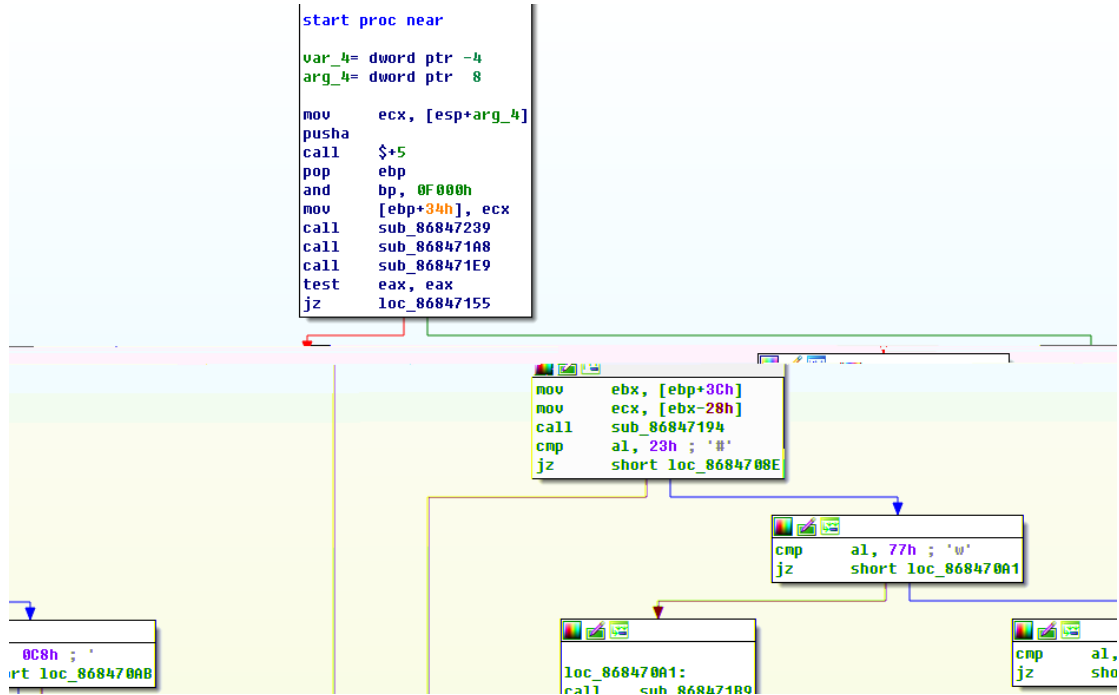 start proc near
var_4= dword ptr -4
arg_4= dword ptr 8
mov ecx, [esp+arg_4]
pusha
call $+5
pop ebp
and bp, 0F000h
mov [ebp+34h], ecx
call sub_86847239
call sub_868471A8
call sub_868471E9
test eax, eax
jz loc_86847155
mov ebx, [ebp+3Ch]
mov ecx, [ebx-28h]
call sub_86847194
cmp al, 23h ; '#'
jz short loc_8684708E
cmp al, 77h ; 'w'
jz short loc_868470A1
0C8h ; '
rt loc_868470AB
loc_868470A1:
call sub_868471B9
cmp al,
jz sho